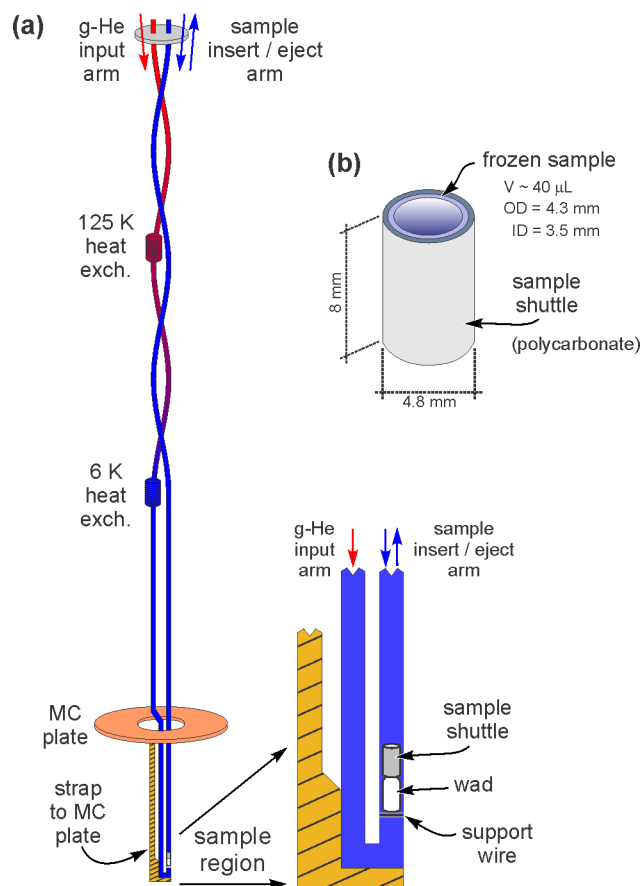 (a)
g-He
input
arm
sample
insert / eject
arm
125 K
heat
exch.
6 K
heat
exch.
MC
plate
strap
to MC
plate
sample
region
(b)
frozen sample
V ~ 40 μL
OD = 4.3 mm
ID = 3.5 mm
8 mm
sample
shuttle
(polycarbonate)
4.8 mm
g-He
input
arm
sample
insert / eject
arm
sample
shuttle
wad
support
wire